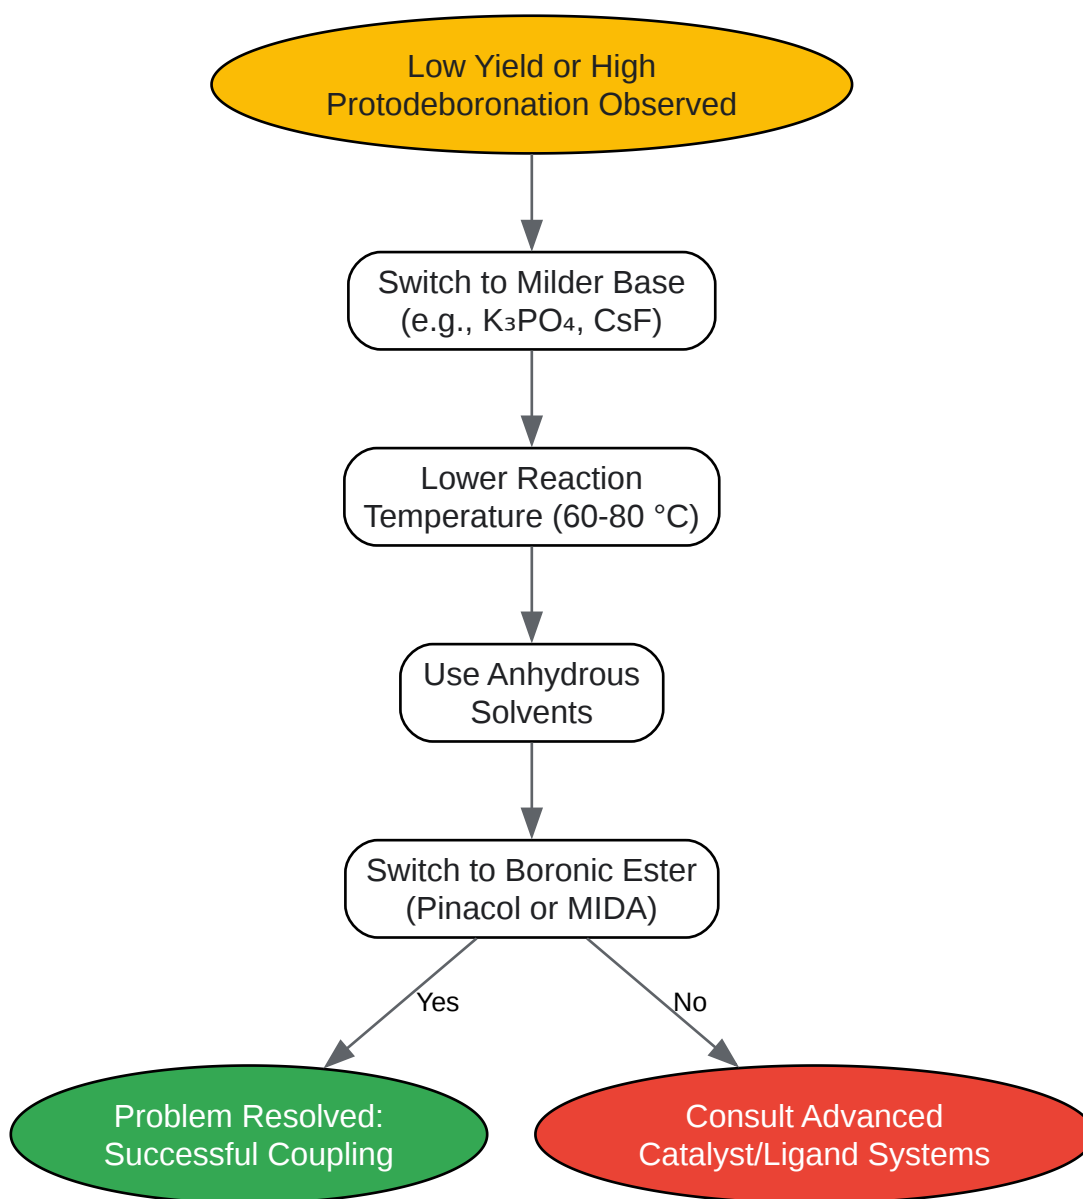 Low Yield or High
Protodeboronation Observed
Switch to Milder Base
(e.g., K₃PO₄, CsF)
Lower Reaction
Temperature (60-80 °C)
Use Anhydrous
Solvents
Switch to Boronic Ester
(Pinacol or MIDA)
Yes
No
Problem Resolved:
Successful Coupling
Consult Advanced
Catalyst/Ligand Systems